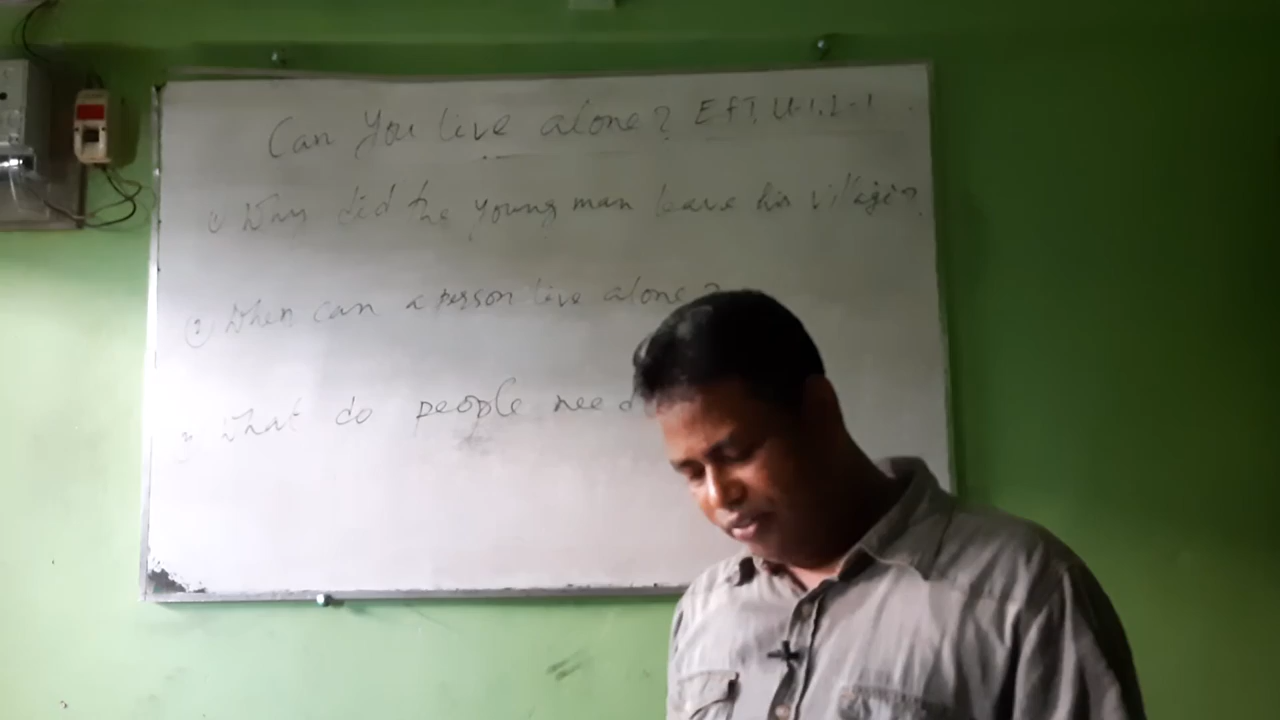 Can You live alone? EfT, U-1, L-1
① Why did the young man leave his village?
② When can a person live alone?
3 What do people need